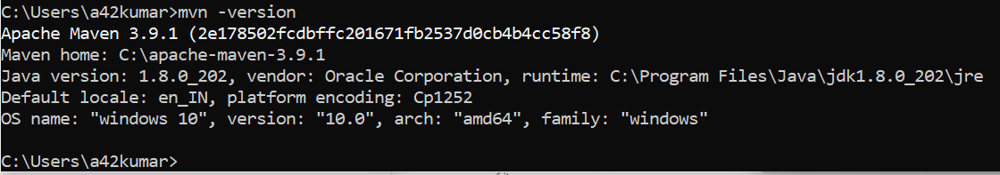 C:\Users\a42kumar>mvn -version
Apache Maven 3.9.1 (2e178502fcdbffc201671fb2537d0cb4b4cc58f8)
Maven home: C:\apache-maven-3.9.1
Java version: 1.8.0_202, vendor: Oracle Corporation, runtime: C:\Program Files\Java\jdk1.8.0_202\jre
Default locale: en_IN, platform encoding: Cp1252
OS name: "windows 10", version: "10.0", arch: "amd64", family: "windows"
C:\Users\a42kumar>